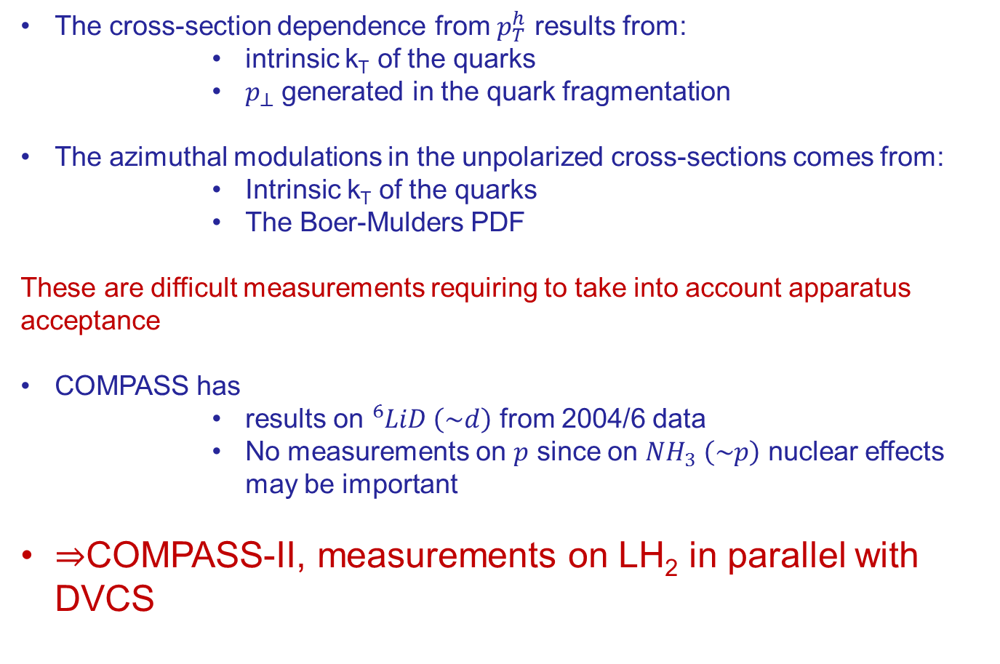 • The cross-section dependence from $p_T^h$ results from:
• intrinsic k_T of the quarks
• $p_\perp$ generated in the quark fragmentation
• The azimuthal modulations in the unpolarized cross-sections comes from:
• Intrinsic k_T of the quarks
• The Boer-Mulders PDF
These are difficult measurements requiring to take into account apparatus
acceptance
• COMPASS has
• results on $^6LiD$ $(\sim d)$ from 2004/6 data
• No measurements on $p$ since on $NH_3$ $(\sim p)$ nuclear effects
may be important
• ⇒COMPASS-II, measurements on LH₂ in parallel with
DVCS